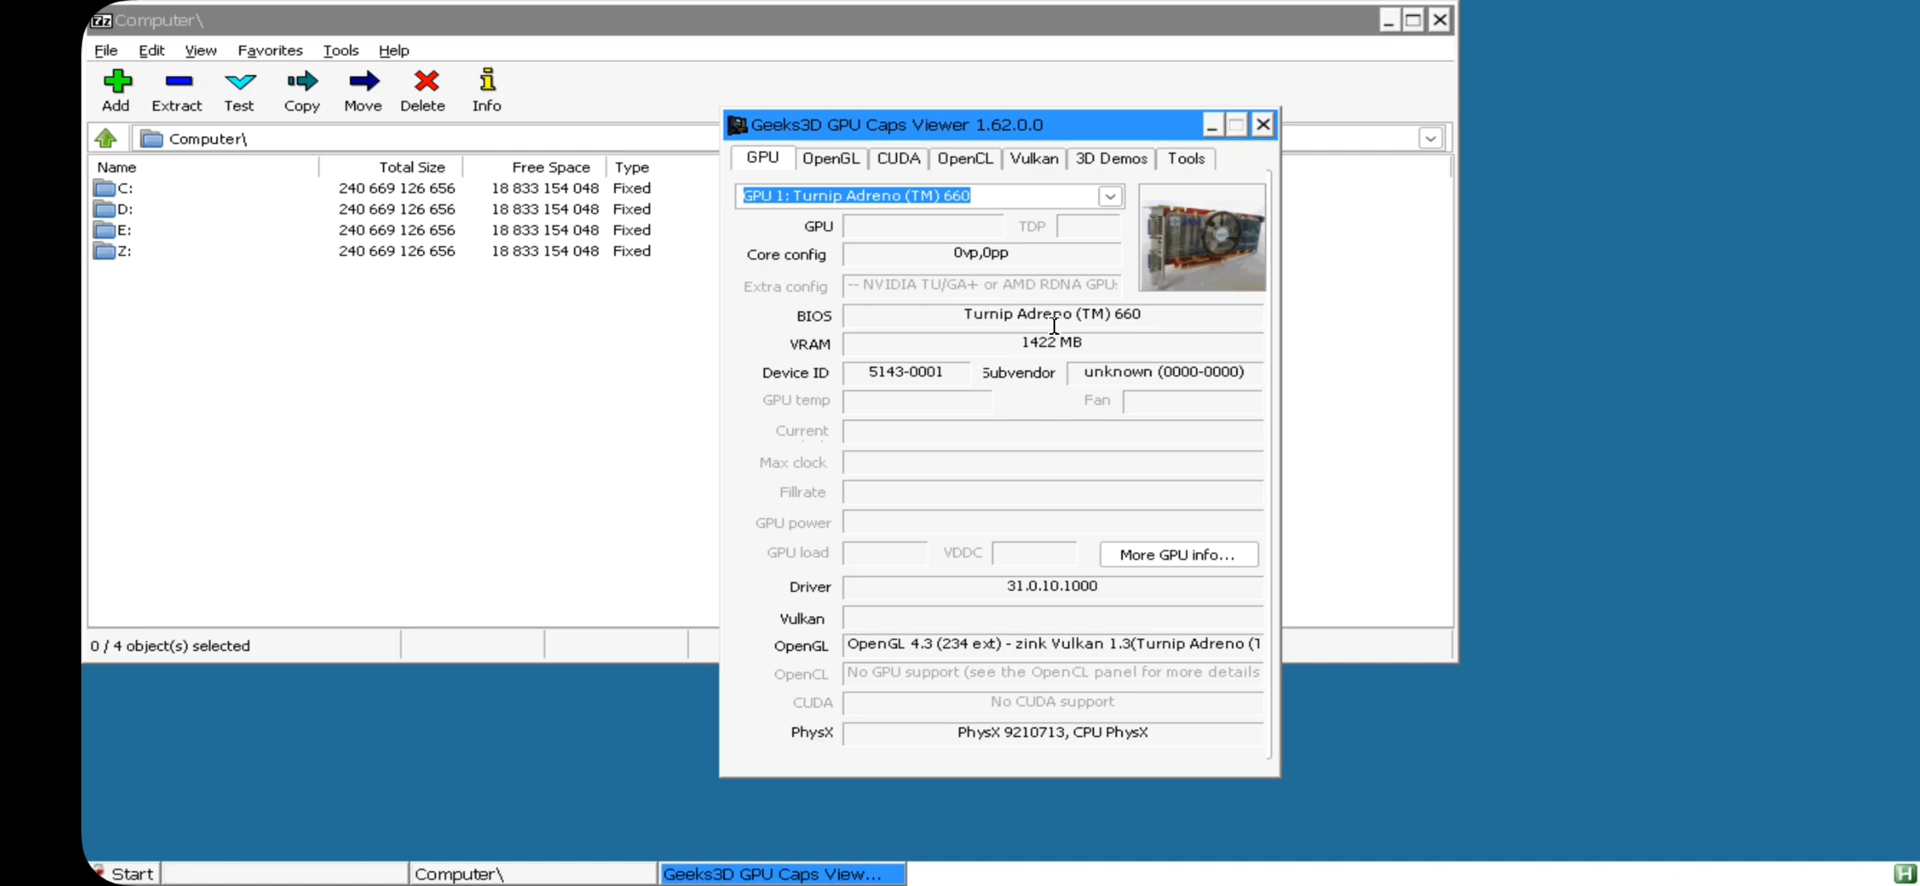 Computer\
File Edit View Favorites Tools Help
Add Extract Test Copy Move Delete Info
Computer\
Name Total Size Free Space Type
C: 240 669 126 656 18 833 154 048 Fixed
D: 240 669 126 656 18 833 154 048 Fixed
E: 240 669 126 656 18 833 154 048 Fixed
Z: 240 669 126 656 18 833 154 048 Fixed
0 / 4 object(s) selected
Geeks3D GPU Caps Viewer 1.62.0.0
GPU OpenGL CUDA OpenCL Vulkan 3D Demos Tools
GPU 1: Turnip Adreno (TM) 660
GPU TDP
Core config 0vp,0pp
Extra config -- NVIDIA TU/GA+ or AMD RDNA GPUs
BIOS Turnip Adreno (TM) 660
VRAM 1422 MB
Device ID 5143-0001 Subvendor unknown (0000-0000)
GPU temp Fan
Current
Max clock
Fillrate
GPU power
GPU load VDDC More GPU info...
Driver 31.0.10.1000
Vulkan
OpenGL OpenGL 4.3 (234 ext) - zink Vulkan 1.3(Turnip Adreno (T
OpenCL No GPU support (see the OpenCL panel for more details
CUDA No CUDA support
PhysX PhysX 9210713, CPU PhysX
Start Computer\ Geeks3D GPU Caps View... H